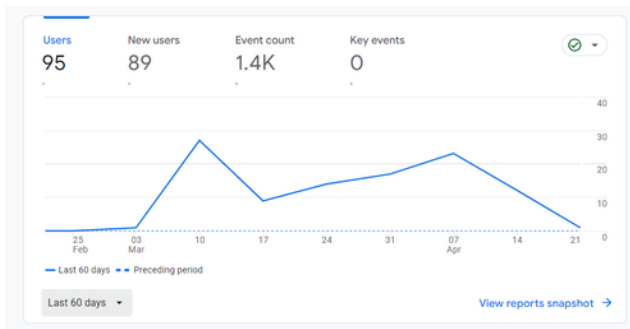 Users New users Event count Key events
95 89 1.4K 0
40
30
20
10
0
25 03 10 17 24 31 07 14 21
Feb Mar Apr
Last 60 days Preceding period
Last 60 days View reports snapshot